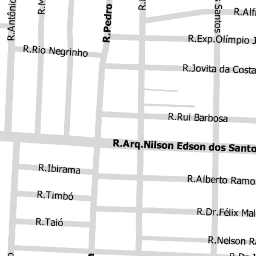 R.Antônio
R.M
R.Pedro
Santos
R.Alf
R.Exp.Olímpio J
R.Rio Negrinho
R.Jovita da Costa
R.Rui Barbosa
R.Arq.Nilson Edson dos Santo
R.Ibirama
R.Alberto Ramo
R.Timbó
R.Dr.Félix Mal
R.Taió
R.Nelson R